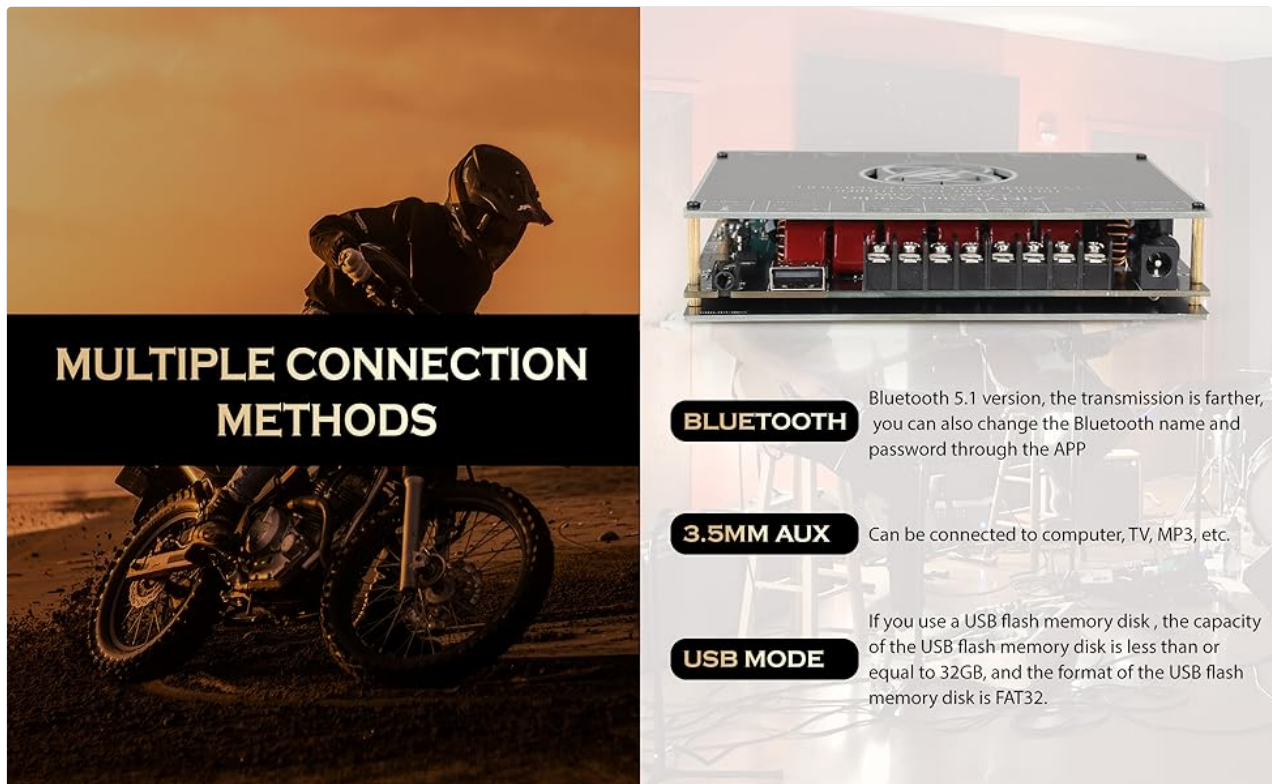 MULTIPLE CONNECTION
METHODS
BLUETOOTH
Bluetooth 5.1 version, the transmission is farther,
you can also change the Bluetooth name and
password through the APP
3.5MM AUX
Can be connected to computer, TV, MP3, etc.
USB MODE
If you use a USB flash memory disk , the capacity
of the USB flash memory disk is less than or
equal to 32GB, and the format of the USB flash
memory disk is FAT32.